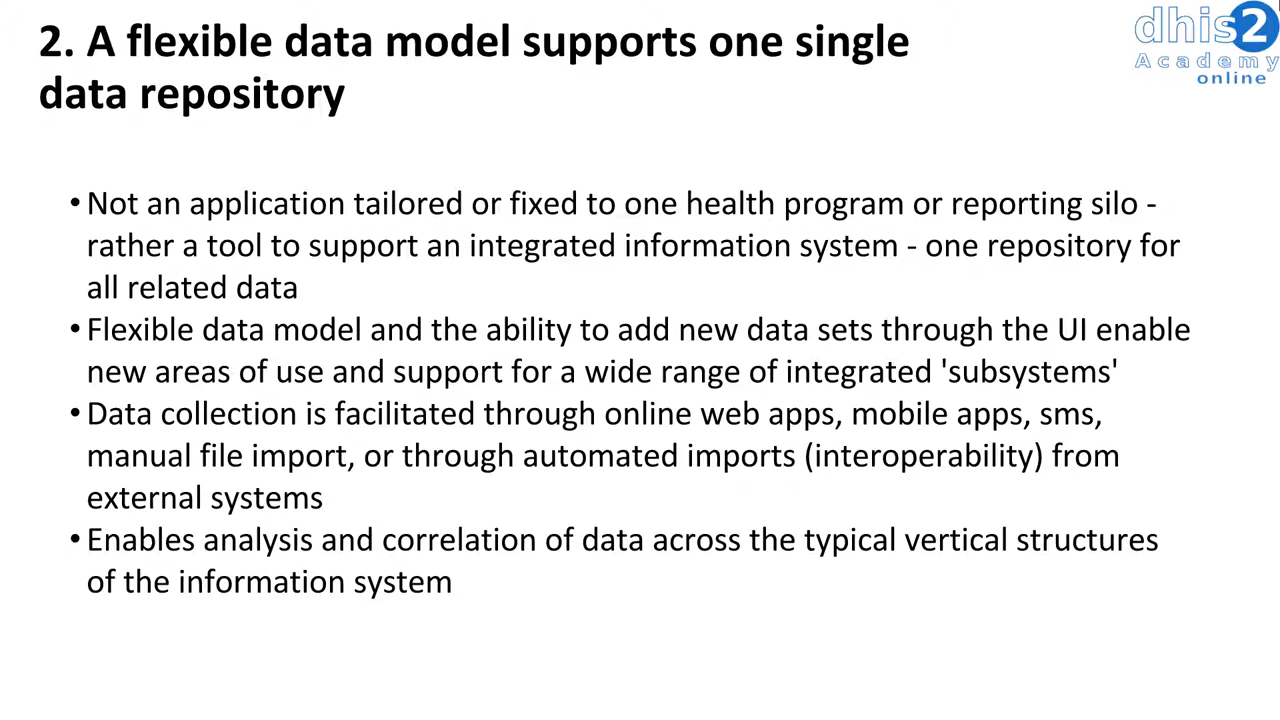 2. A flexible data model supports one single
data repository
dhis2
Academy
online
•Not an application tailored or fixed to one health program or reporting silo -
rather a tool to support an integrated information system - one repository for
all related data
•Flexible data model and the ability to add new data sets through the UI enable
new areas of use and support for a wide range of integrated 'subsystems'
•Data collection is facilitated through online web apps, mobile apps, sms,
manual file import, or through automated imports (interoperability) from
external systems
•Enables analysis and correlation of data across the typical vertical structures
of the information system